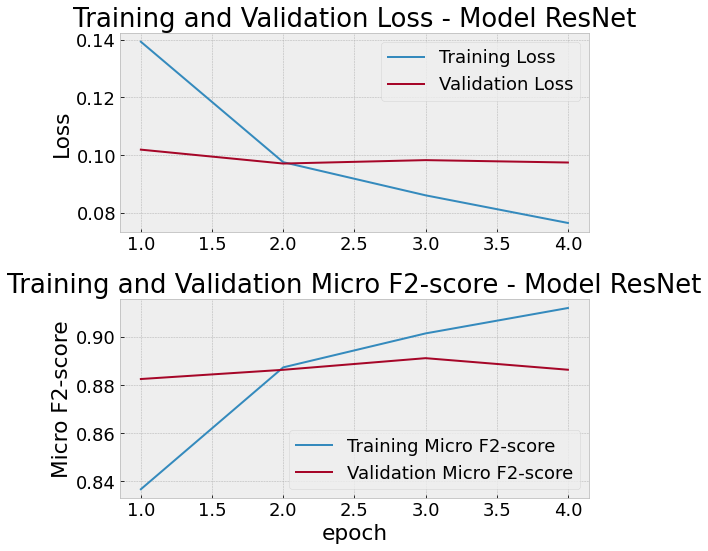 Training and Validation Loss - Model ResNet
0.14
0.12
0.10
0.08
Loss
Training Loss
Validation Loss
1.0 1.5 2.0 2.5 3.0 3.5 4.0
Training and Validation Micro F2-score - Model ResNet
0.90
0.88
0.86
0.84
Micro F2-score
Training Micro F2-score
Validation Micro F2-score
1.0 1.5 2.0 2.5 3.0 3.5 4.0
epoch